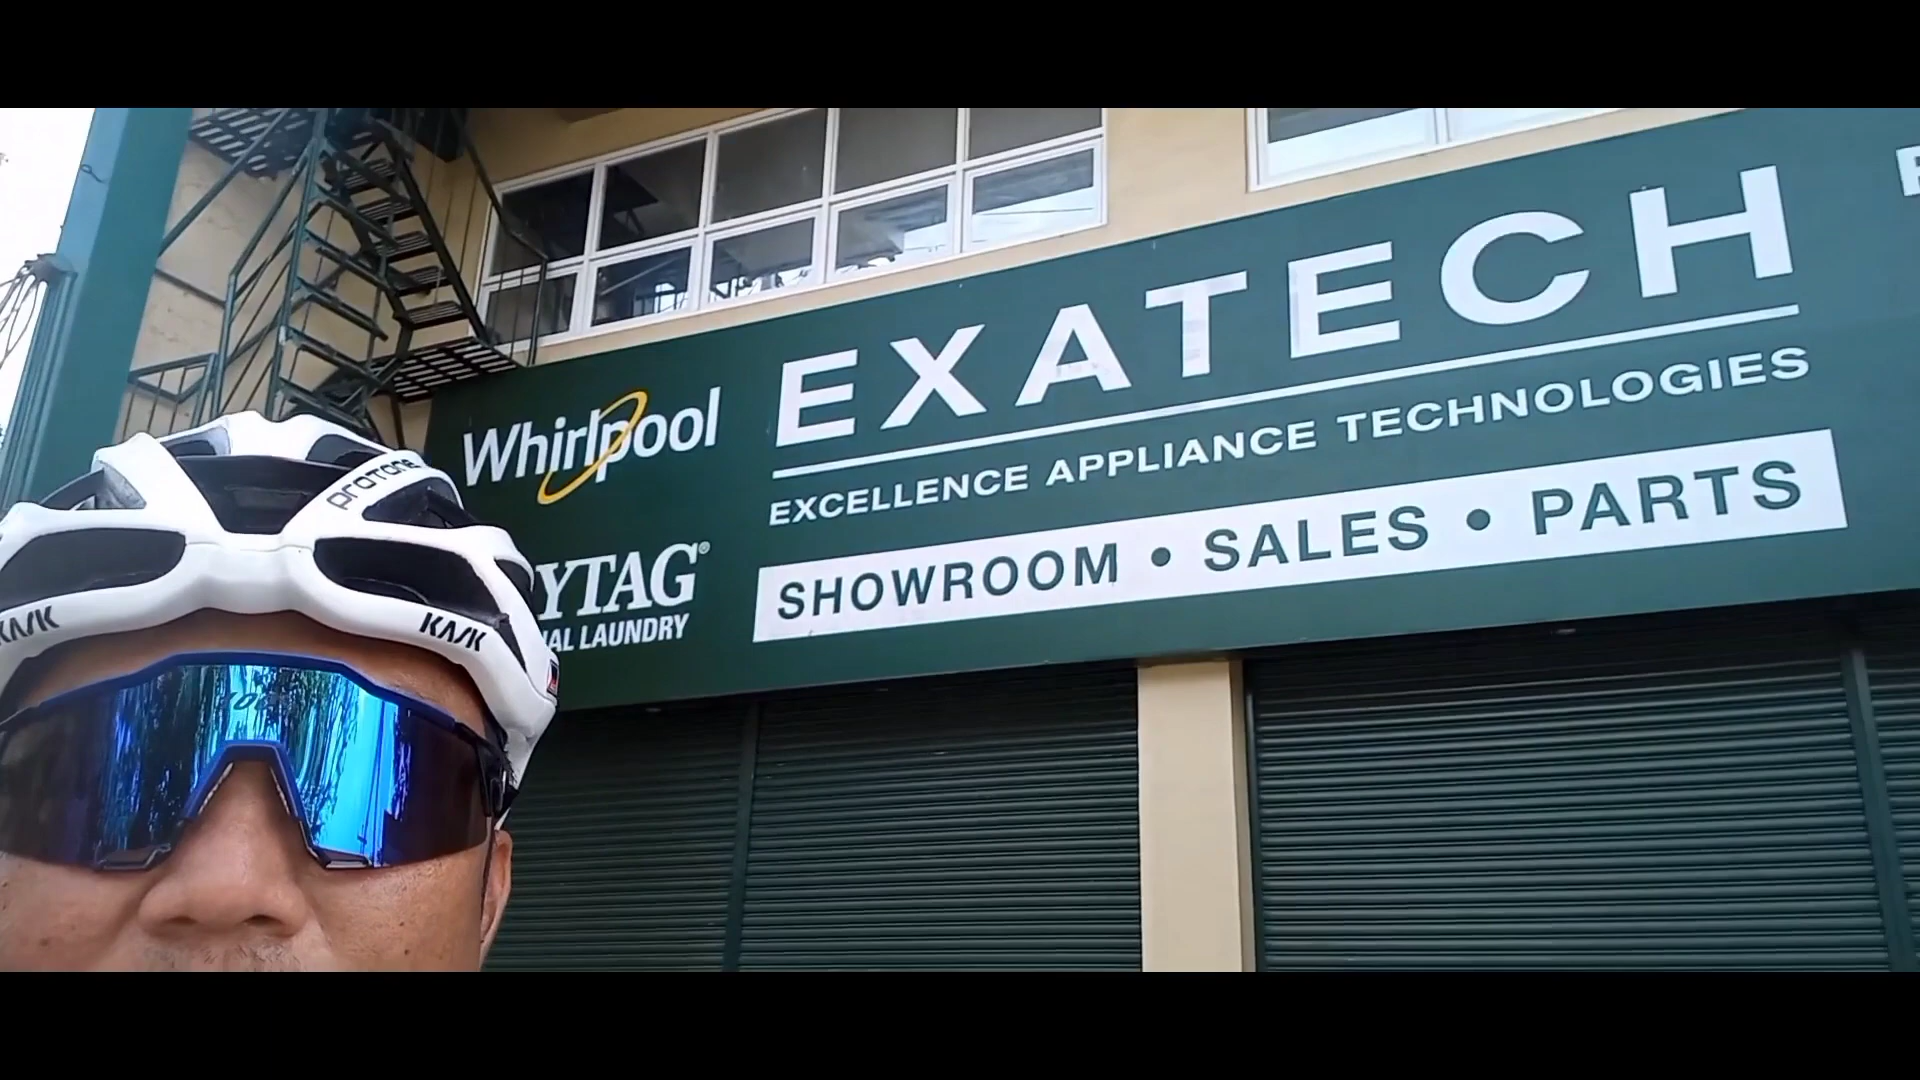 EXATECH
Whirlpool
EXCELLENCE APPLIANCE TECHNOLOGIES
SHOWROOM • SALES • PARTS
YTAG®
AL LAUNDRY
PROTONE
KASK
KASK